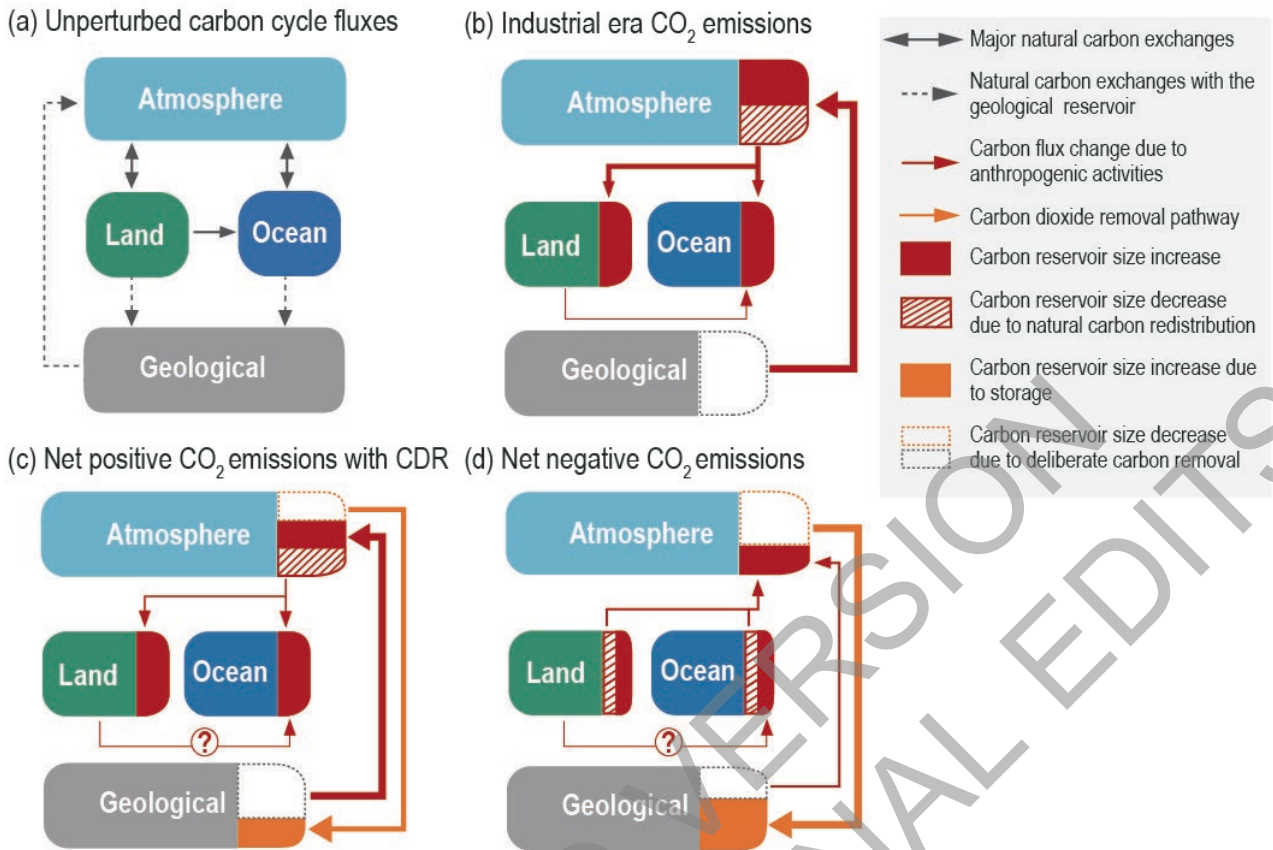 (a) Unperturbed carbon cycle fluxes
Atmosphere
Land
Ocean
Geological
(b) Industrial era CO₂ emissions
Atmosphere
Land
Ocean
Geological
Major natural carbon exchanges
Natural carbon exchanges with the
geological reservoir
Carbon flux change due to
anthropogenic activities
Carbon dioxide removal pathway
Carbon reservoir size increase
Carbon reservoir size decrease
due to natural carbon redistribution
Carbon reservoir size increase due
to storage
Carbon reservoir size decrease
due to deliberate carbon removal
(c) Net positive CO₂ emissions with CDR
Atmosphere
Land
Ocean
?
Geological
(d) Net negative CO₂ emissions
Atmosphere
Land
Ocean
?
Geological
VERSION
EDITS